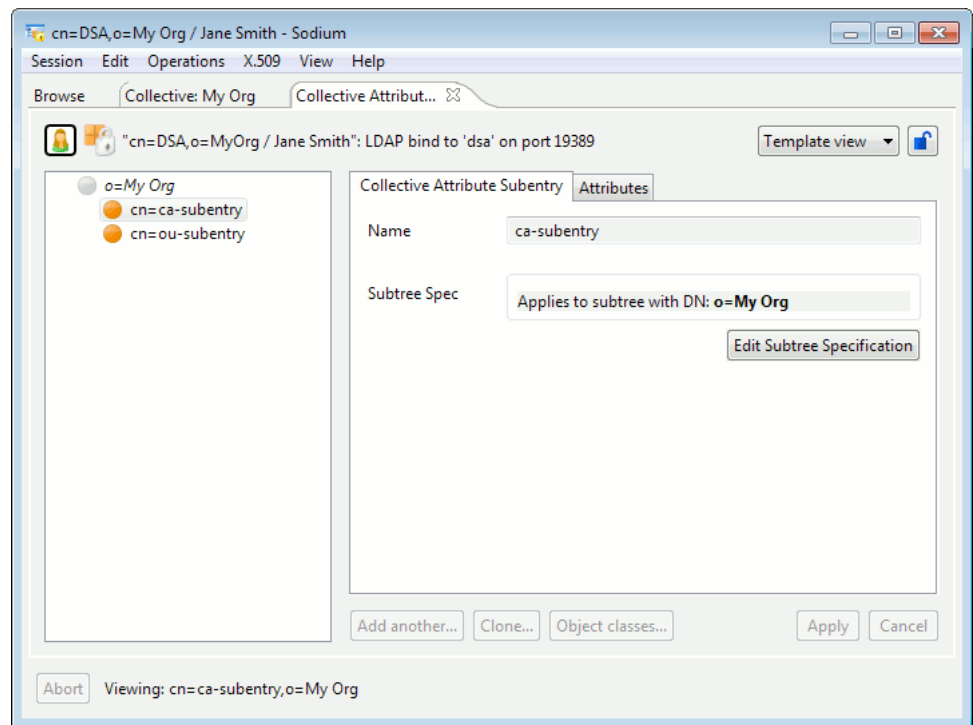 cn=DSA,o=My Org / Jane Smith - Sodium
Session Edit Operations X.509 View Help
Browse Collective: My Org Collective Attribut...
"cn=DSA,o=MyOrg / Jane Smith": LDAP bind to 'dsa' on port 19389 Template view
o=My Org
cn=ca-subentry
cn=ou-subentry
Collective Attribute Subentry Attributes
Name ca-subentry
Subtree Spec Applies to subtree with DN: o=My Org
Edit Subtree Specification
Add another... Clone... Object classes... Apply Cancel
Abort Viewing: cn=ca-subentry,o=My Org